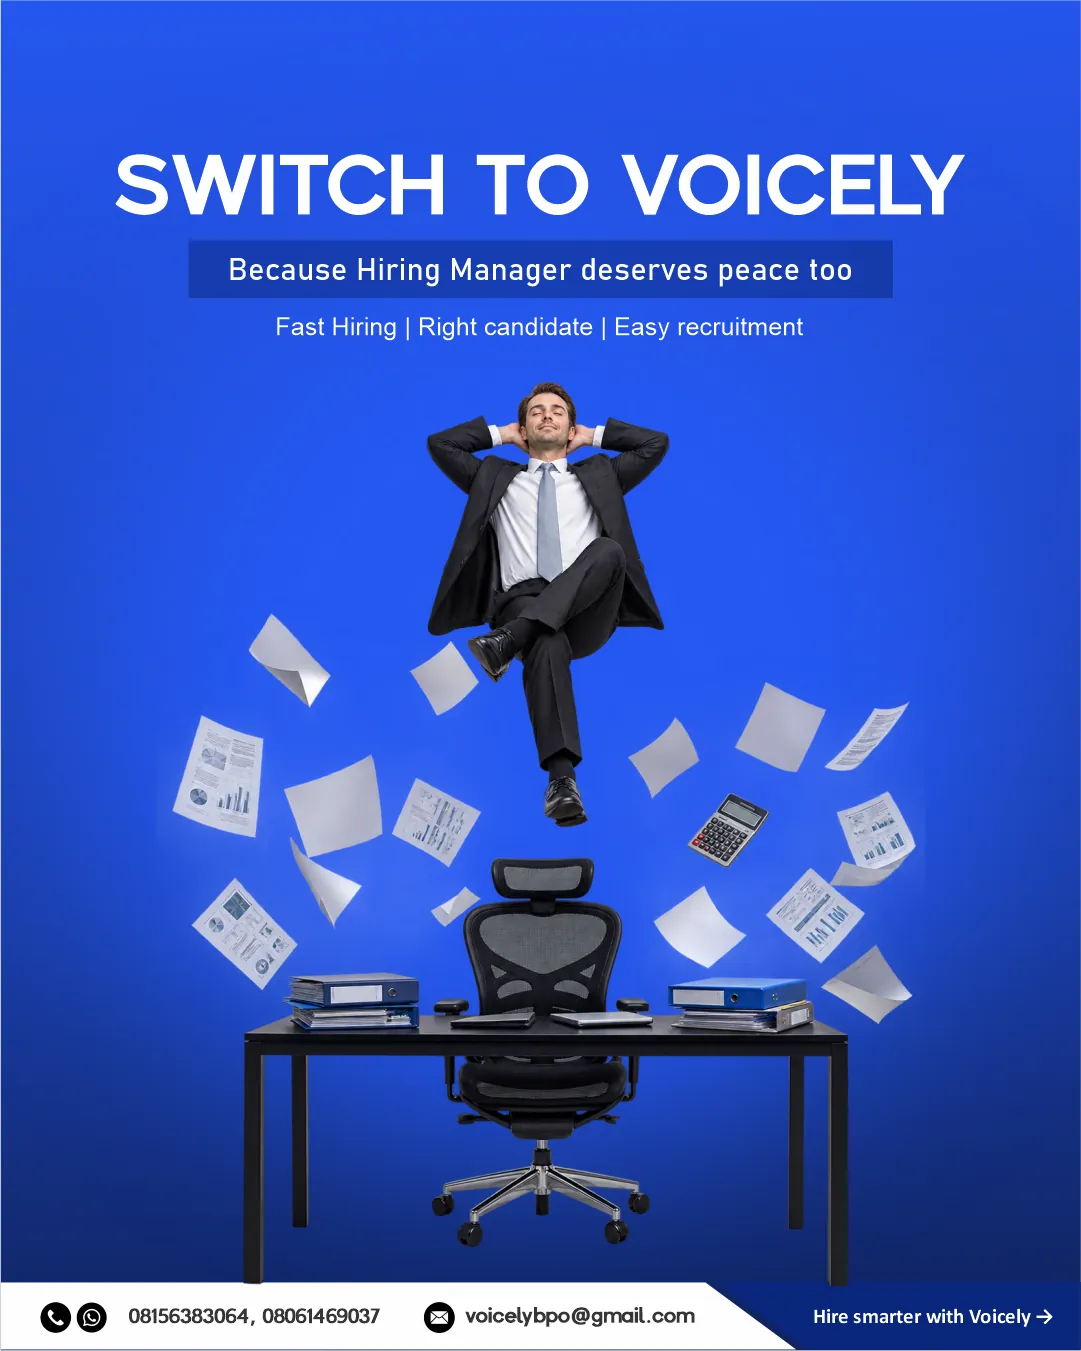 SWITCH TO VOICELY
Because Hiring Manager deserves peace too
Fast Hiring | Right candidate | Easy recruitment
08156383064, 08061469037
voicelybpo@gmail.com
Hire smarter with Voicely →